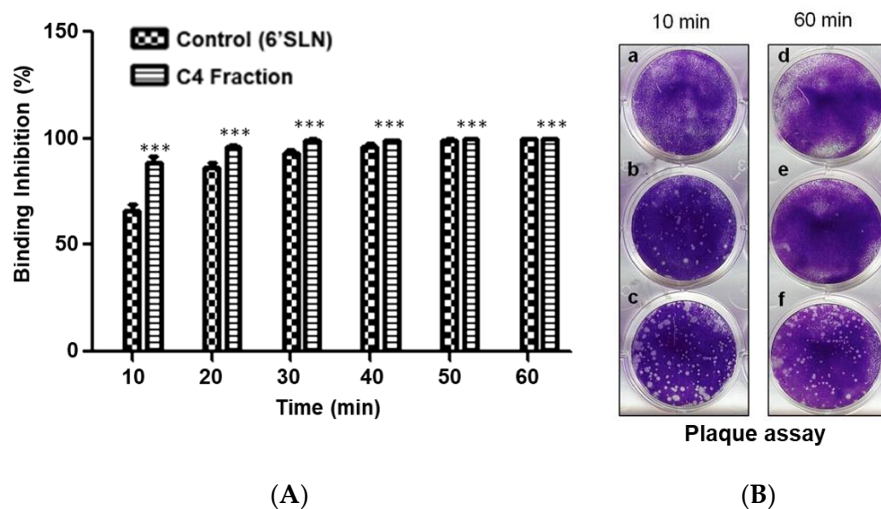 150
100
50
0
Binding Inhibition (%)
Control (6'SLN)
C4 Fraction
***
***
***
***
***
***
10
20
30
40
50
60
Time (min)
(A)
10 min
60 min
a
b
c
d
e
f
Plaque assay
(B)